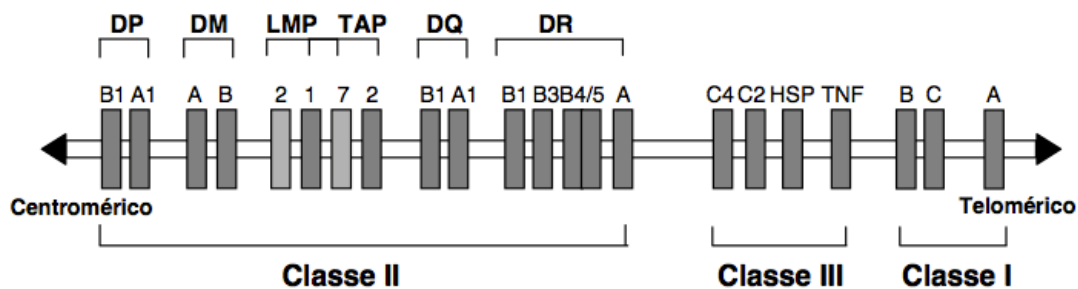 DP DM LMP TAP DQ DR
B1 A1 A B 2 1 7 2 B1 A1 B1 B3 B4/5 A C4 C2 HSP TNF B C A
Centromérico Telomérico
Classe II Classe III Classe I